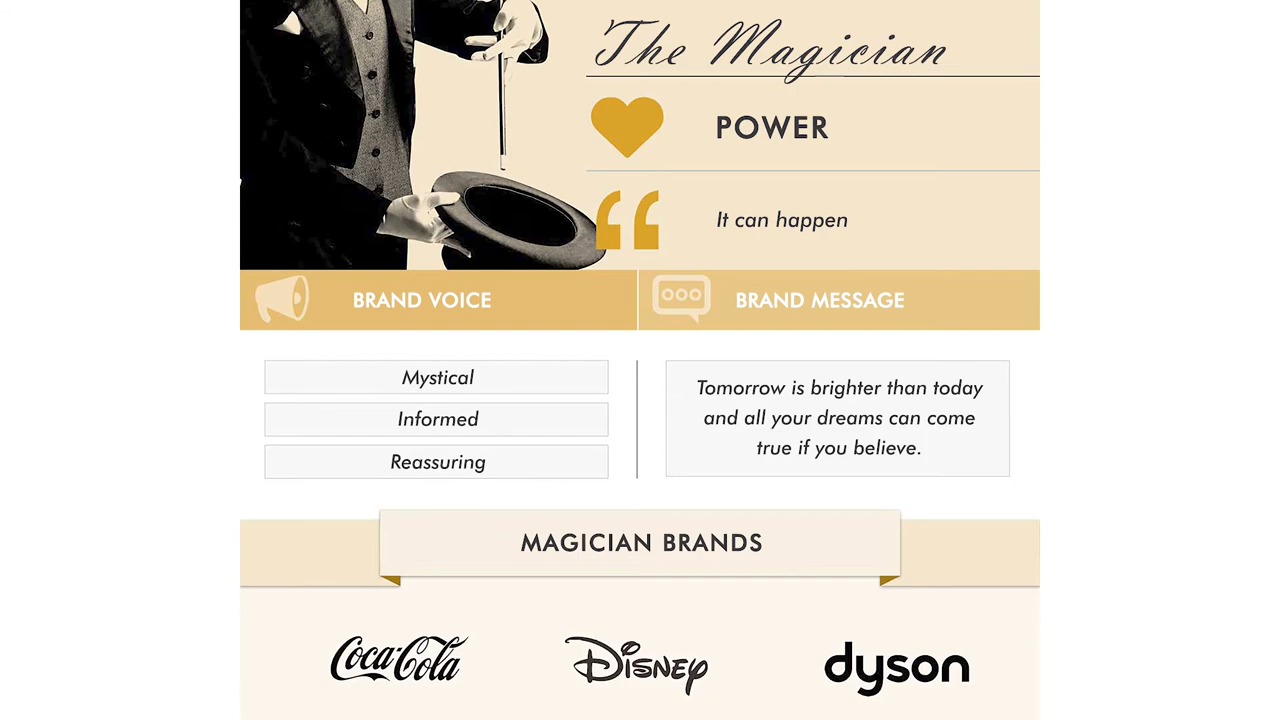 The Magician
POWER
It can happen
BRAND VOICE
BRAND MESSAGE
Mystical
Informed
Reassuring
Tomorrow is brighter than today
and all your dreams can come
true if you believe.
MAGICIAN BRANDS
Coca-Cola
Disney
dyson